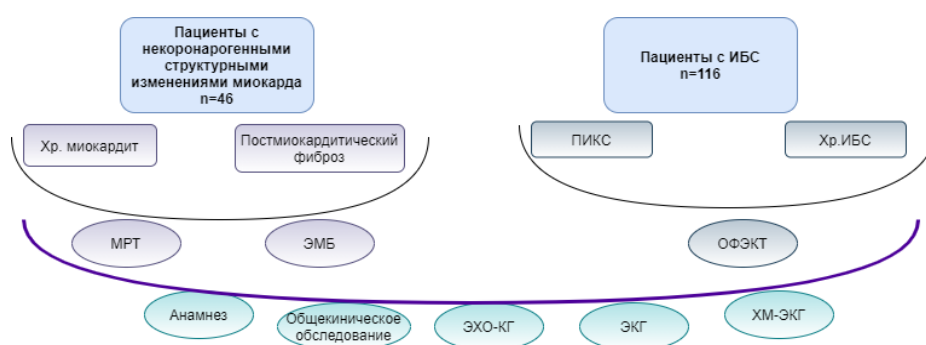 Пациенты с
некоронарогенными
структурными
изменениями миокарда
n=46
Пациенты с ИБС
n=116
Хр. миокардит
Постмиокардитический
фиброз
ПИКС
Хр.ИБС
МРТ
ЭМБ
ОФЭКТ
Анамнез
Общекиническое
обследование
ЭХО-КГ
ЭКГ
ХМ-ЭКГ